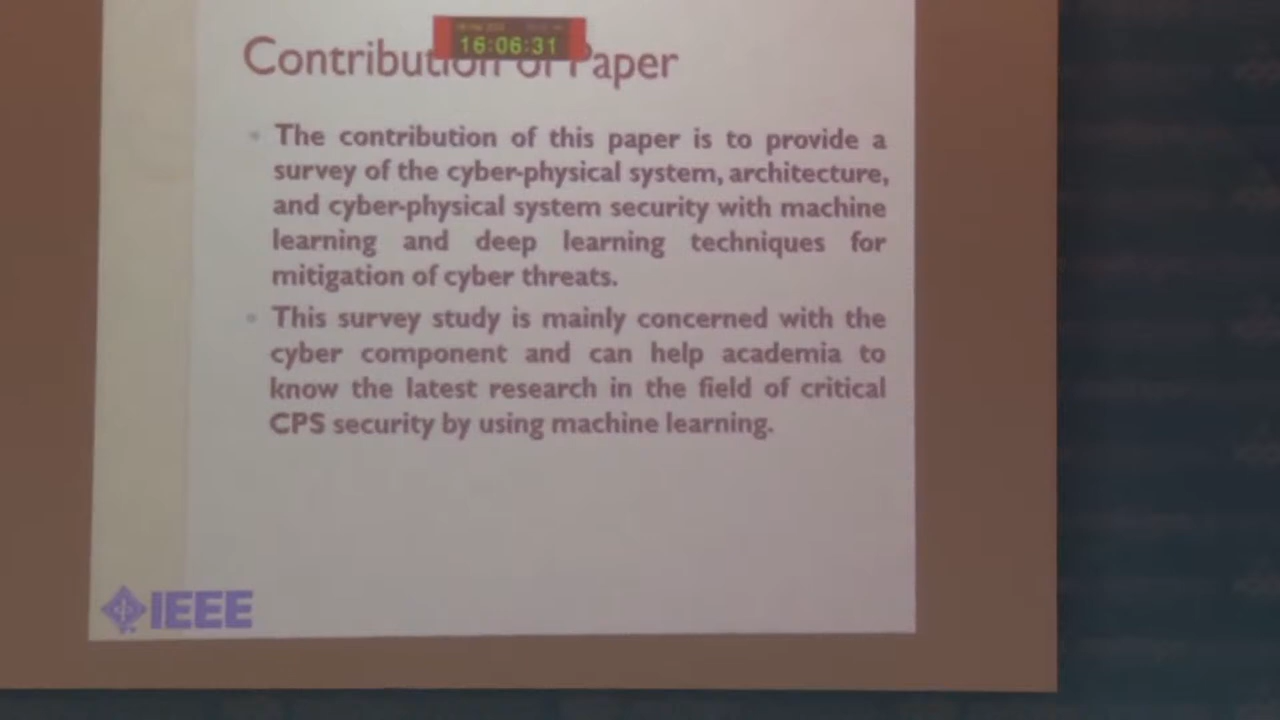 16:06:31
Contribution of Paper
The contribution of this paper is to provide a
survey of the cyber-physical system, architecture,
and cyber-physical system security with machine
learning and deep learning techniques for
mitigation of cyber threats.
This survey study is mainly concerned with the
cyber component and can help academia to
know the latest research in the field of critical
CPS security by using machine learning.
IEEE